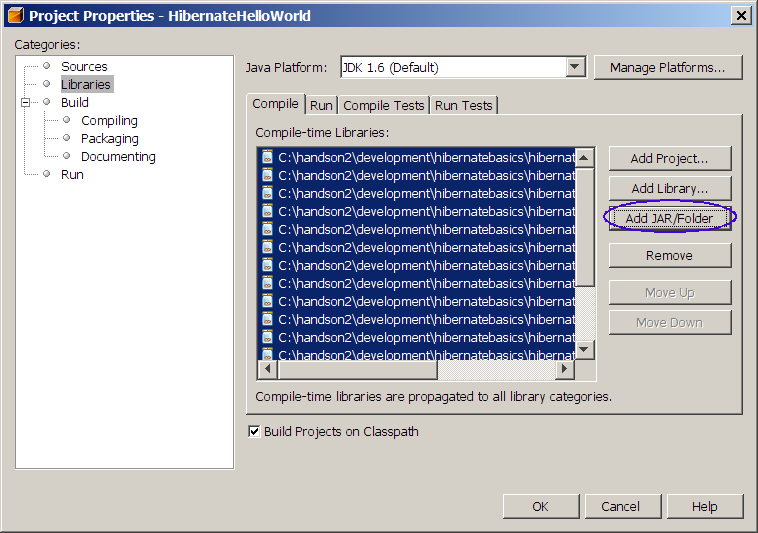 Project Properties - HibernateHelloWorld
Categories:
Sources
Libraries
Build
Compiling
Packaging
Documenting
Run
Java Platform:
JDK 1.6 (Default)
Manage Platforms...
Compile
Run
Compile Tests
Run Tests
Compile-time Libraries:
C:\handson2\development\hibernatebasics\hibernat
C:\handson2\development\hibernatebasics\hibernat
C:\handson2\development\hibernatebasics\hibernat
C:\handson2\development\hibernatebasics\hibernat
C:\handson2\development\hibernatebasics\hibernat
C:\handson2\development\hibernatebasics\hibernat
C:\handson2\development\hibernatebasics\hibernat
C:\handson2\development\hibernatebasics\hibernat
C:\handson2\development\hibernatebasics\hibernat
C:\handson2\development\hibernatebasics\hibernat
C:\handson2\development\hibernatebasics\hibernat
C:\handson2\development\hibernatebasics\hibernat
Add Project...
Add Library...
Add JAR/Folder
Remove
Move Up
Move Down
Compile-time libraries are propagated to all library categories.
Build Projects on Classpath
OK
Cancel
Help